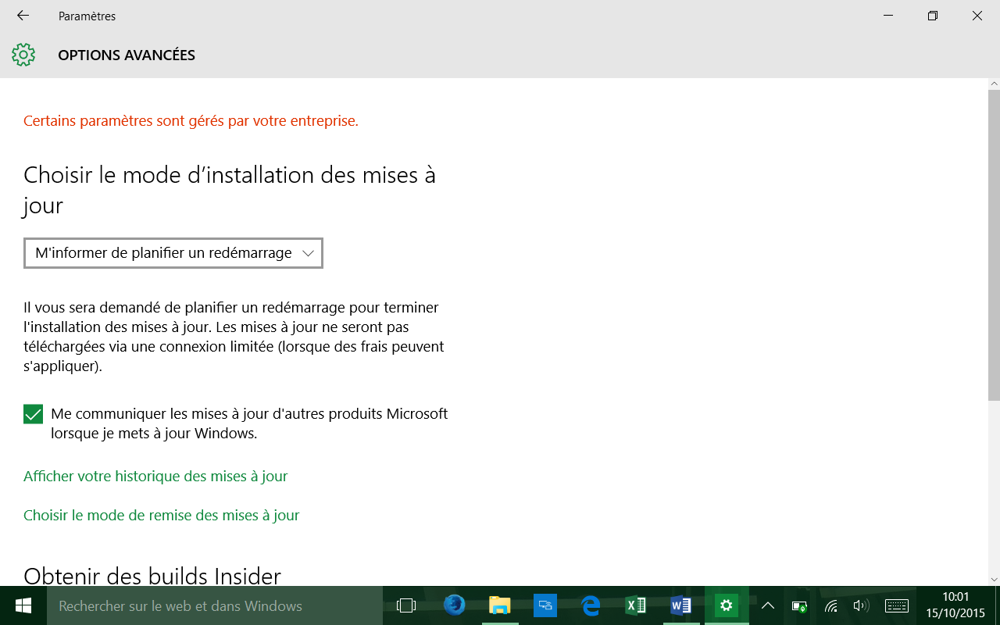 Paramètres
OPTIONS AVANCÉES
Certains paramètres sont gérés par votre entreprise.
Choisir le mode d’installation des mises à
jour
M'informer de planifier un redémarrage
Il vous sera demandé de planifier un redémarrage pour terminer
l'installation des mises à jour. Les mises à jour ne seront pas
téléchargées via une connexion limitée (lorsque des frais peuvent
s'appliquer).
Me communiquer les mises à jour d'autres produits Microsoft
lorsque je mets à jour Windows.
Afficher votre historique des mises à jour
Choisir le mode de remise des mises à jour
Obtenir des builds Insider
Rechercher sur le web et dans Windows
10:01
15/10/2015